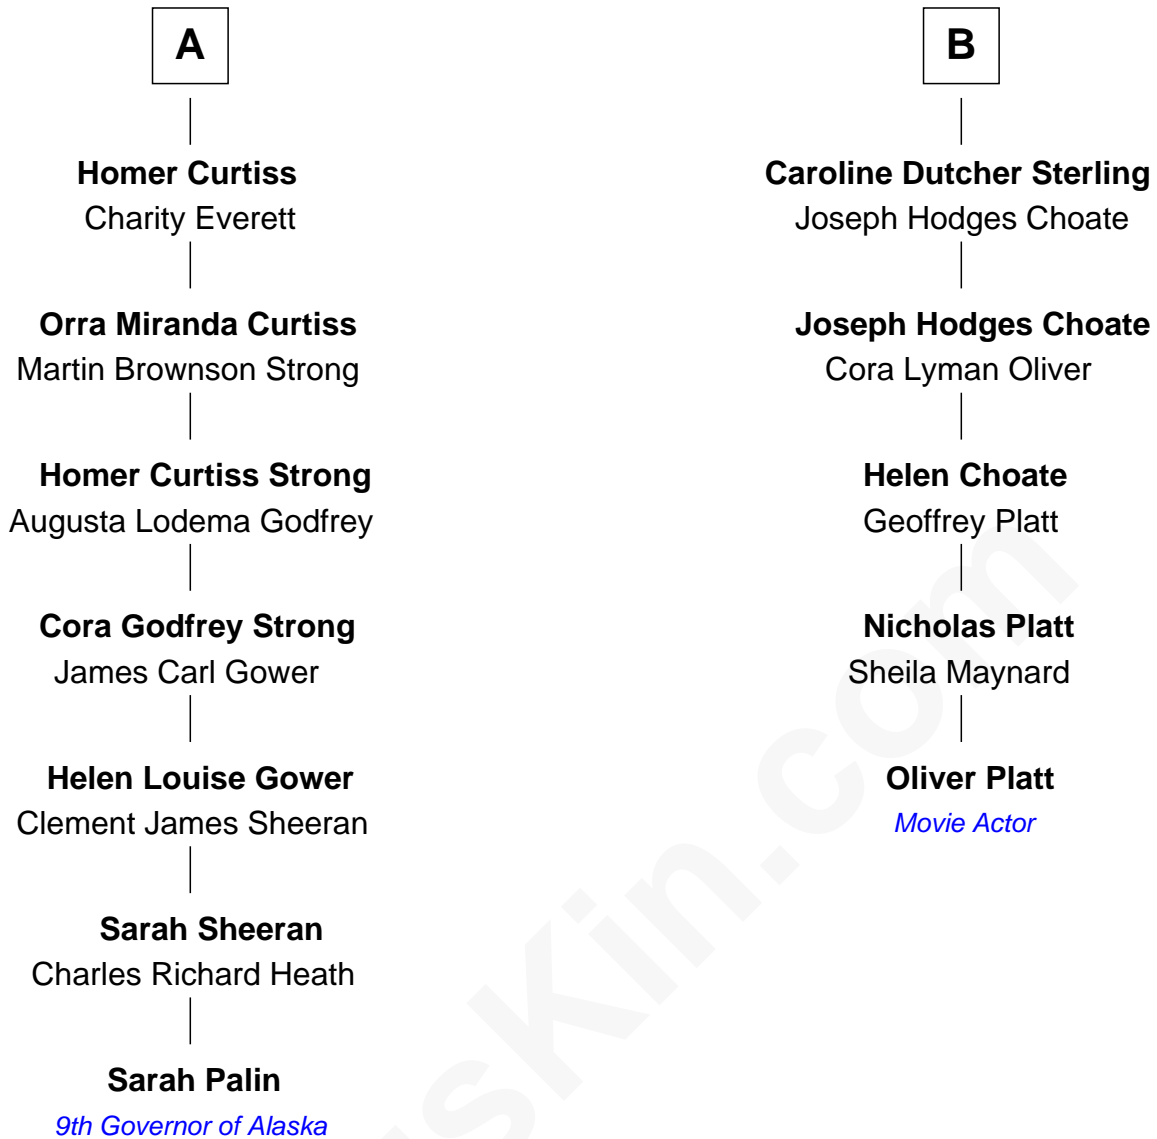 A
Homer Curtiss
Charity Everett
Orra Miranda Curtiss
Martin Brownson Strong
Homer Curtiss Strong
Augusta Lodema Godfrey
Cora Godfrey Strong
James Carl Gower
Helen Louise Gower
Clement James Sheeran
Sarah Sheeran
Charles Richard Heath
Sarah Palin
9th Governor of Alaska
B
Caroline Dutcher Sterling
Joseph Hodges Choate
Joseph Hodges Choate
Cora Lyman Oliver
Helen Choate
Geoffrey Platt
Nicholas Platt
Sheila Maynard
Oliver Platt
Movie Actor
sKin.com